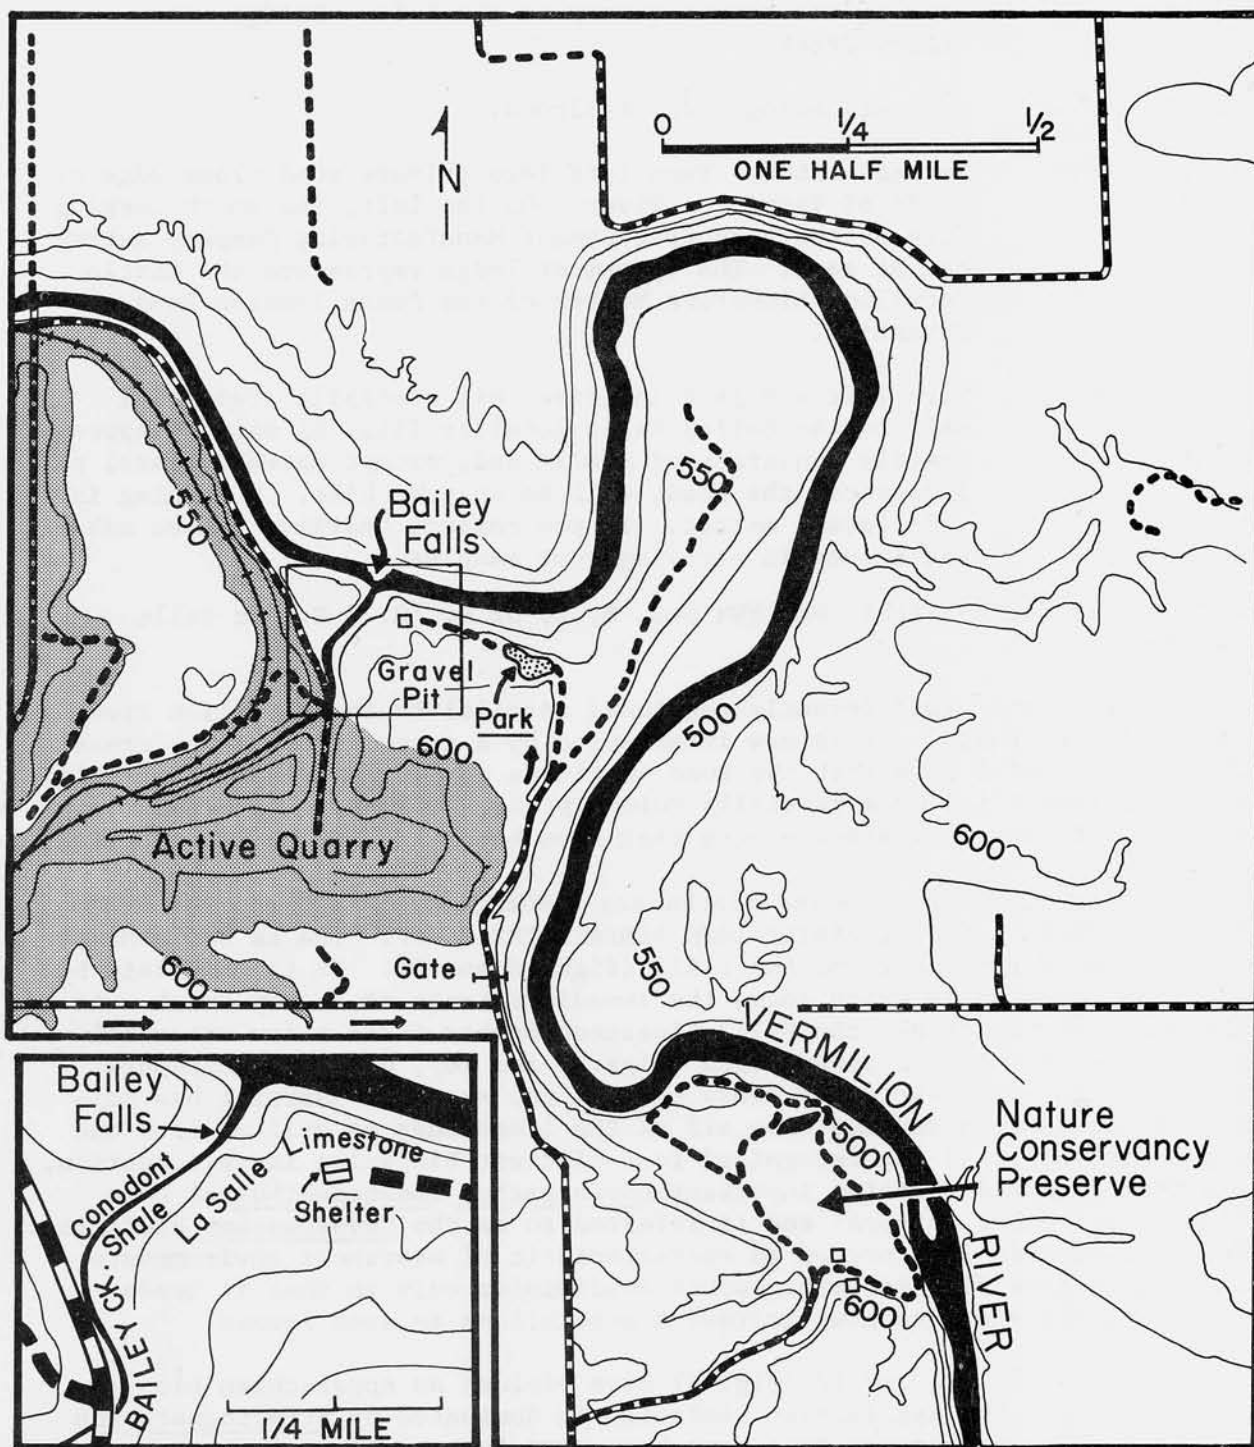 0 1/4 1/2
ONE HALF MILE
N
550
Bailey
Falls
550
Gravel
Pit
Park
500
600
Active Quarry
600
600
Gate
550
VERMILION
RIVER
500
Nature
Conservancy
Preserve
600
Bailey
Falls
Conodont
Shale
La Salle Limestone
Shelter
BAILEY CK
1/4 MILE